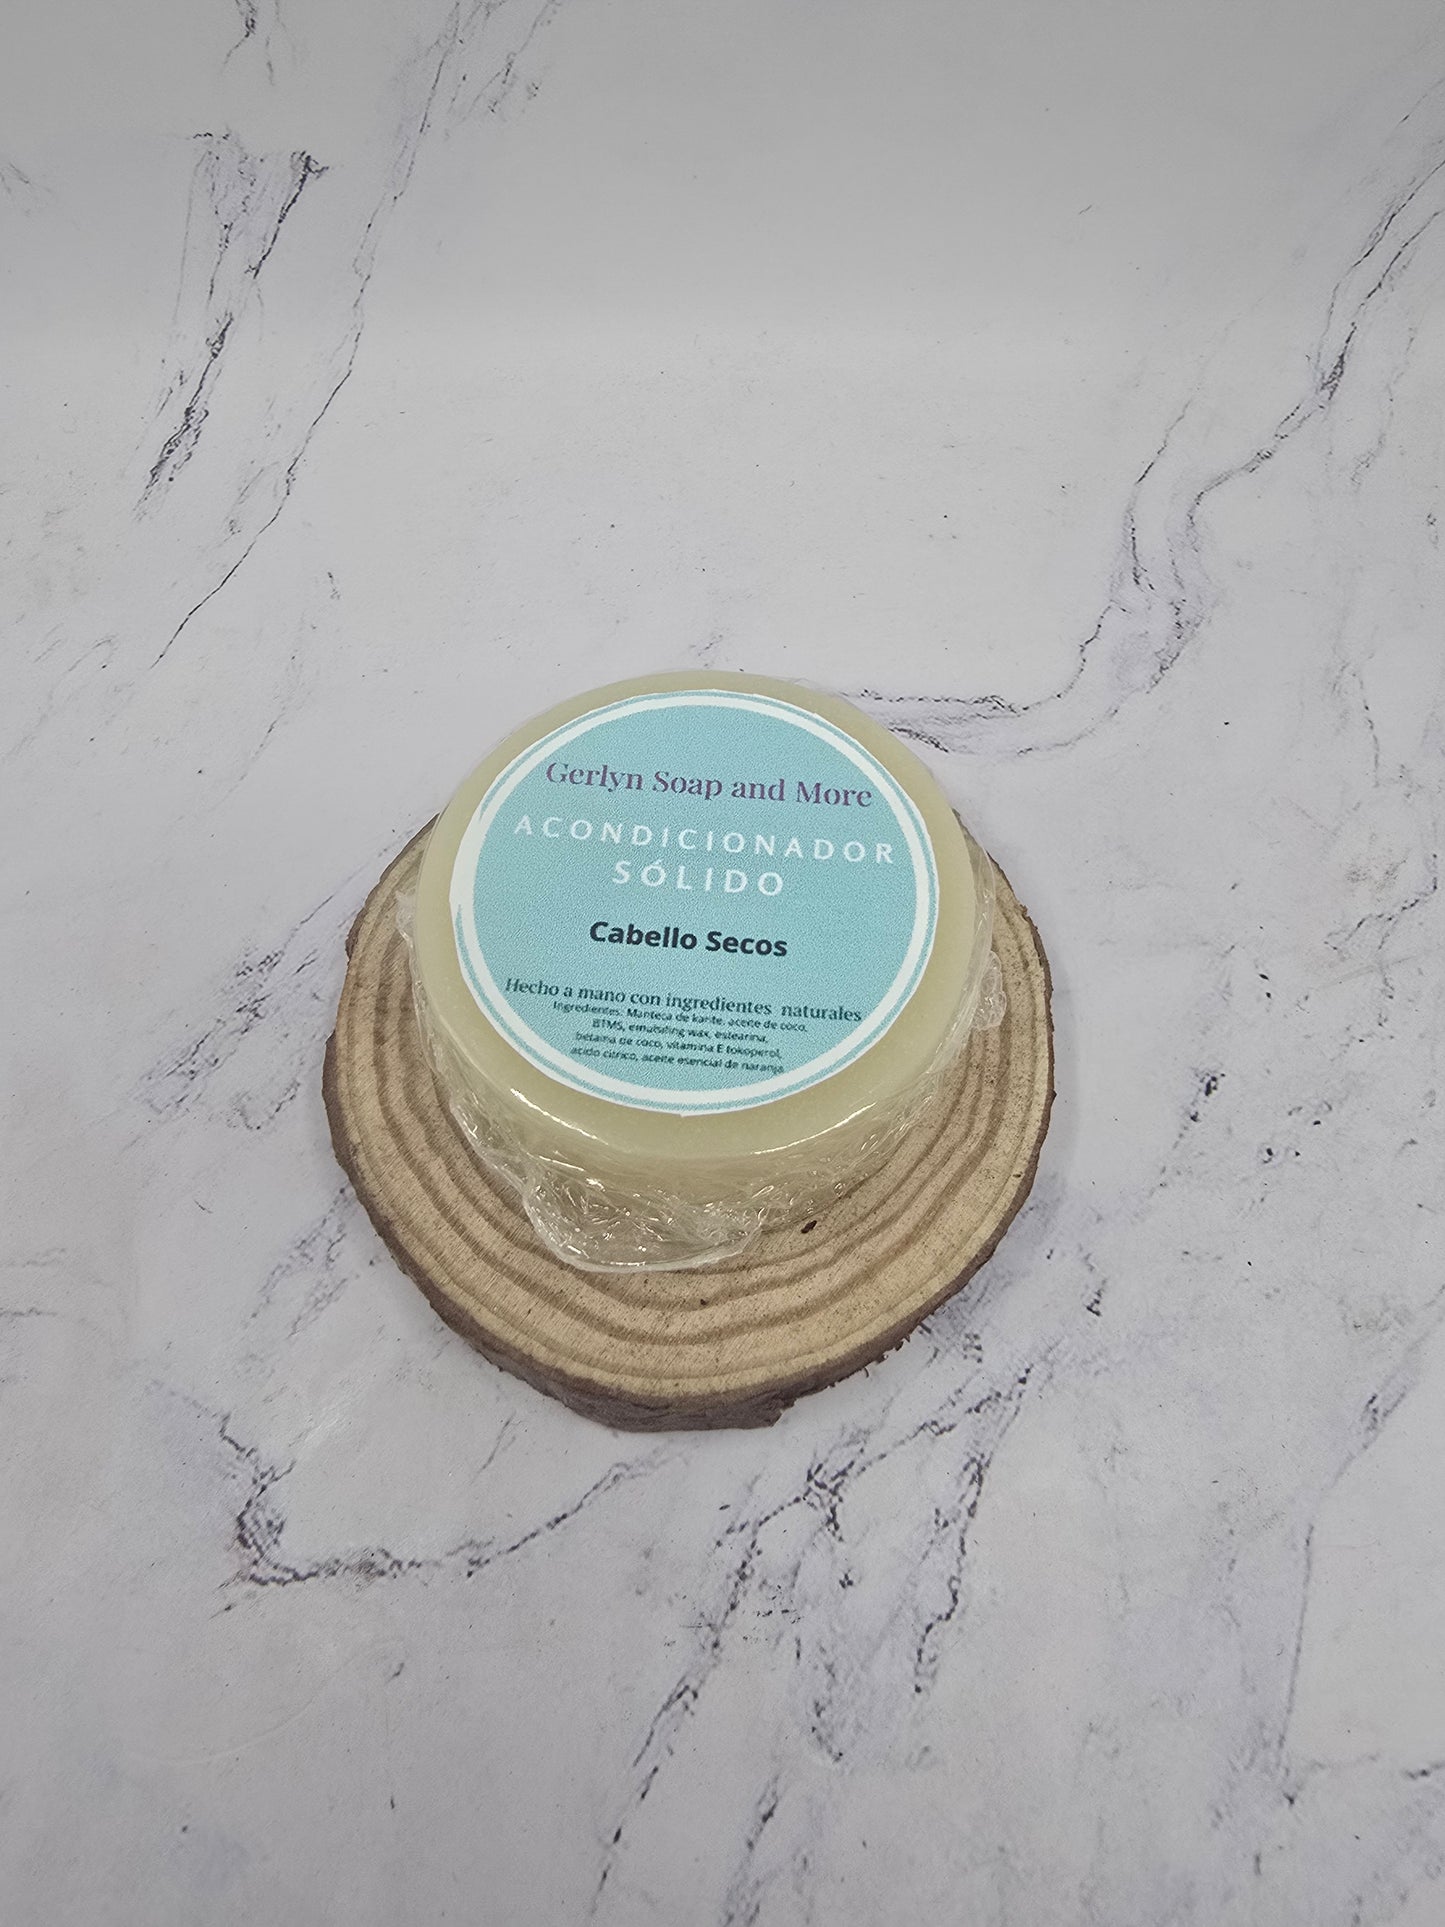 Gerlyn Soap and More
ACONDICIONADOR
SÓLIDO
Cabello Secos
Hecho a mano con ingredientes naturales
Ingredientes: Manteca de karite, aceite de coco,
BTMS, emulsifing wax, estearina,
betaina de coco, vitamina E tokoperol,
acido citrico, aceite esencial de naranja